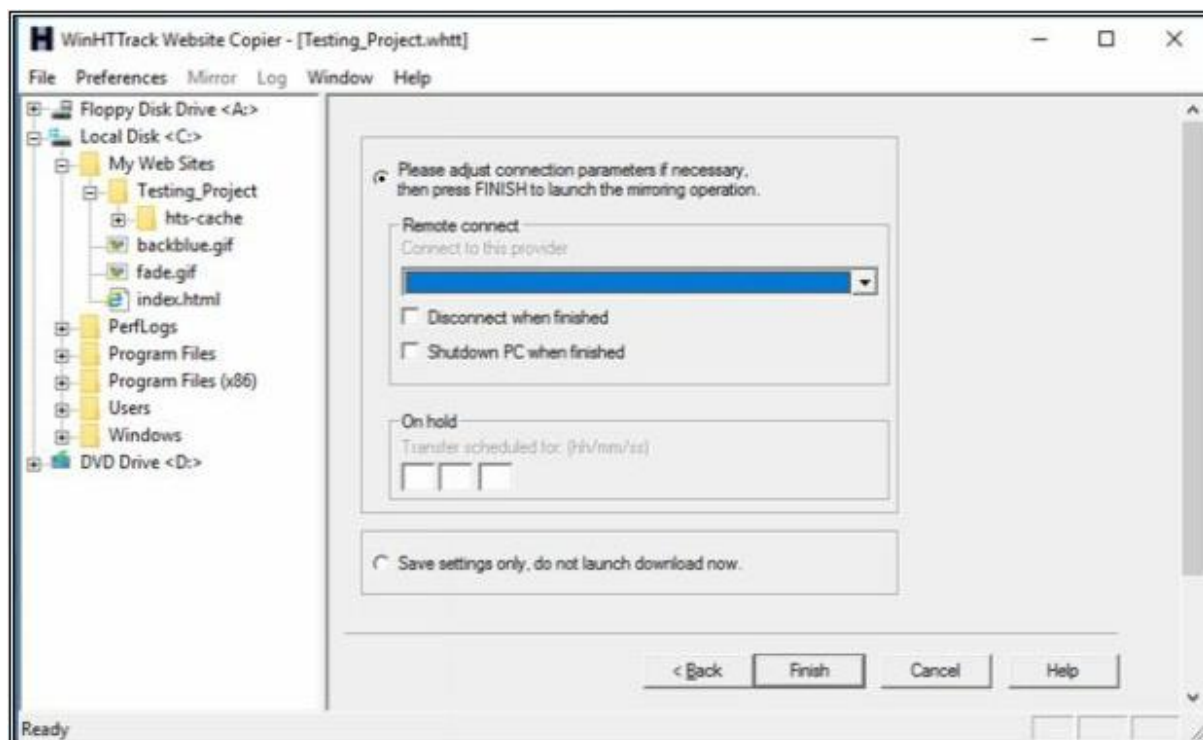 WinHTTrack Website Copier - [Testing_Project.whtt]
File Preferences Mirror Log Window Help
Floppy Disk Drive <A:>
Local Disk <C:>
My Web Sites
Testing_Project
hts-cache
backblue.gif
fade.gif
index.html
PerfLogs
Program Files
Program Files (x86)
Users
Windows
DVD Drive <D:>
Please adjust connection parameters if necessary,
then press FINISH to launch the mirroring operation.
Remote connect
Connect to this provider
Disconnect when finished
Shutdown PC when finished
On hold
Transfer scheduled for: (hh/mm/ss)
Save settings only, do not launch download now.
< Back Finish Cancel Help
Ready